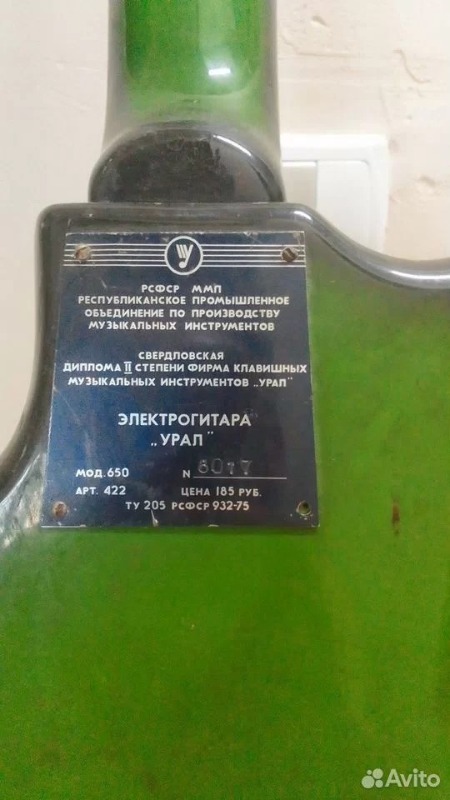 РСФСР ММП
РЕСПУБЛИКАНСКОЕ ПРОМЫШЛЕННОЕ
ОБЪЕДИНЕНИЕ ПО ПРОИЗВОДСТВУ
МУЗЫКАЛЬНЫХ ИНСТРУМЕНТОВ
СВЕРДЛОВСКАЯ
ДИПЛОМА II СТЕПЕНИ ФИРМА КЛАВИШНЫХ
МУЗЫКАЛЬНЫХ ИНСТРУМЕНТОВ „УРАЛ"
ЭЛЕКТРОГИТАРА
„УРАЛ"
МОД. 650 N 6077
АРТ. 422 ЦЕНА 185 РУБ.
ТУ 205 РСФСР 932-75
Avito